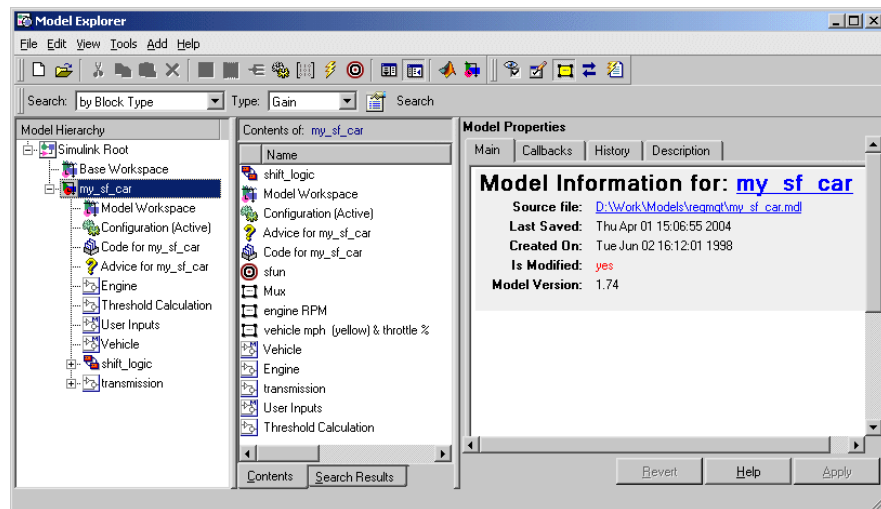 Model Explorer
File Edit View Tools Add Help
Search: by Block Type Type: Gain Search
Model Hierarchy
Simulink Root
Base Workspace
my_sf_car
Model Workspace
Configuration (Active)
Code for my_sf_car
Advice for my_sf_car
Engine
Threshold Calculation
User Inputs
Vehicle
shift_logic
transmission
Contents of: my_sf_car
Name
shift_logic
Model Workspace
Configuration (Active)
Advice for my_sf_car
Code for my_sf_car
sfun
Mux
engine RPM
vehicle mph (yellow) & throttle %
Vehicle
Engine
transmission
User Inputs
Threshold Calculation
Contents Search Results
Model Properties
Main Callbacks History Description
Model Information for: my_sf_car
Source file: D:\Work\Models\reqmgt\my_sf_car.mdl
Last Saved: Thu Apr 01 15:06:55 2004
Created On: Tue Jun 02 16:12:01 1998
Is Modified: yes
Model Version: 1.74
Revert Help Apply